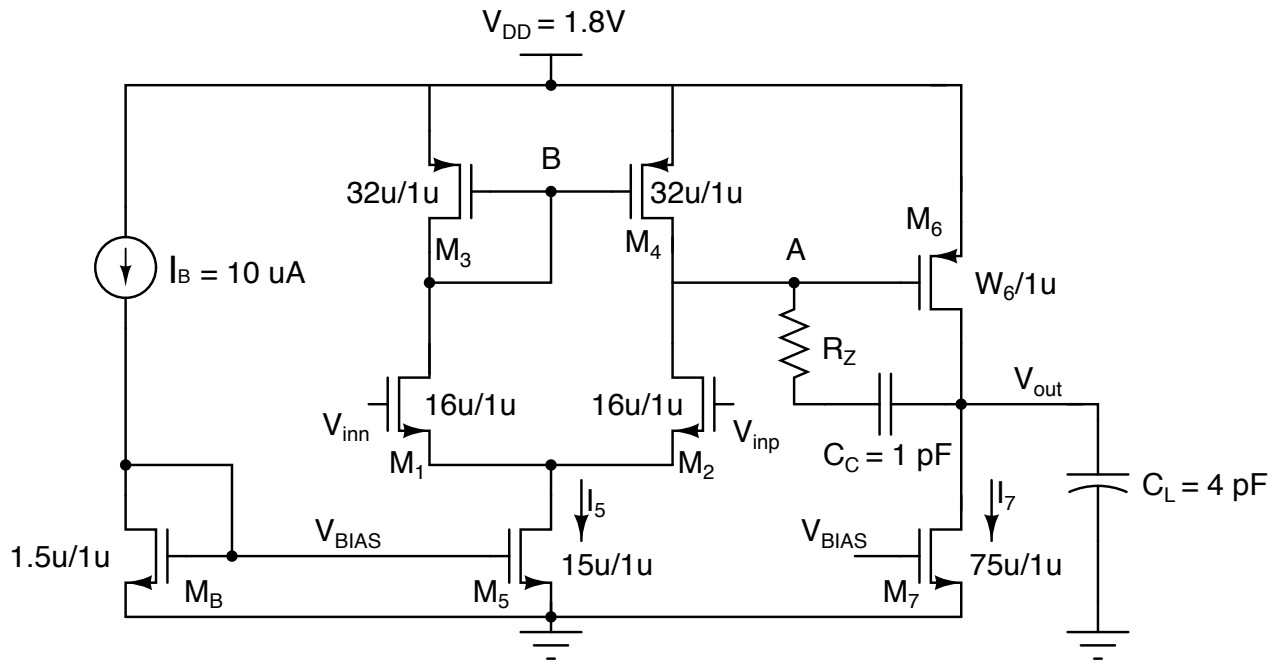 V_DD = 1.8V
B
32u/1u
32u/1u
M_6
M_3
M_4
A
I_B = 10 uA
W_6/1u
R_Z
V_out
16u/1u
16u/1u
V_inn
V_inp
M_1
M_2
C_C = 1 pF
C_L = 4 pF
I_5
I_7
V_BIAS
V_BIAS
1.5u/1u
15u/1u
75u/1u
M_B
M_5
M_7